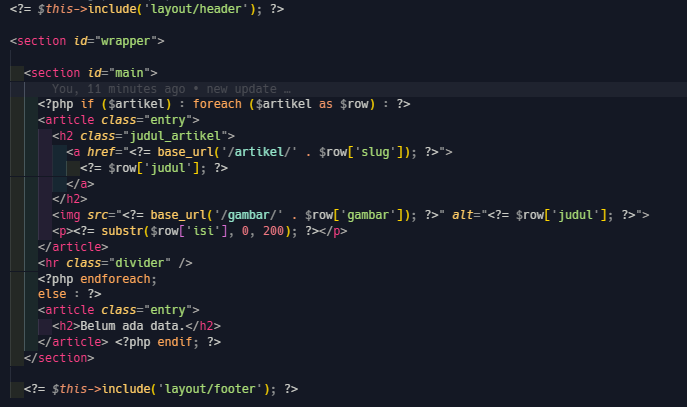 <?= $this->include('layout/header'); ?>
<section id="wrapper">
<section id="main">
You, 11 minutes ago • new update …
<?php if ($artikel) : foreach ($artikel as $row) : ?>
<article class="entry">
<h2 class="judul_artikel">
<a href="<?= base_url('/artikel/' . $row['slug']); ?>">
<?= $row['judul']; ?>
</a>
</h2>
<img src="<?= base_url('/gambar/' . $row['gambar']); ?>" alt="<?= $row['judul']; ?>">
<p><?= substr($row['isi'], 0, 200); ?></p>
</article>
<hr class="divider" />
<?php endforeach;
else : ?>
<article class="entry">
<h2>Belum ada data.</h2>
</article> <?php endif; ?>
</section>
<?= $this->include('layout/footer'); ?>